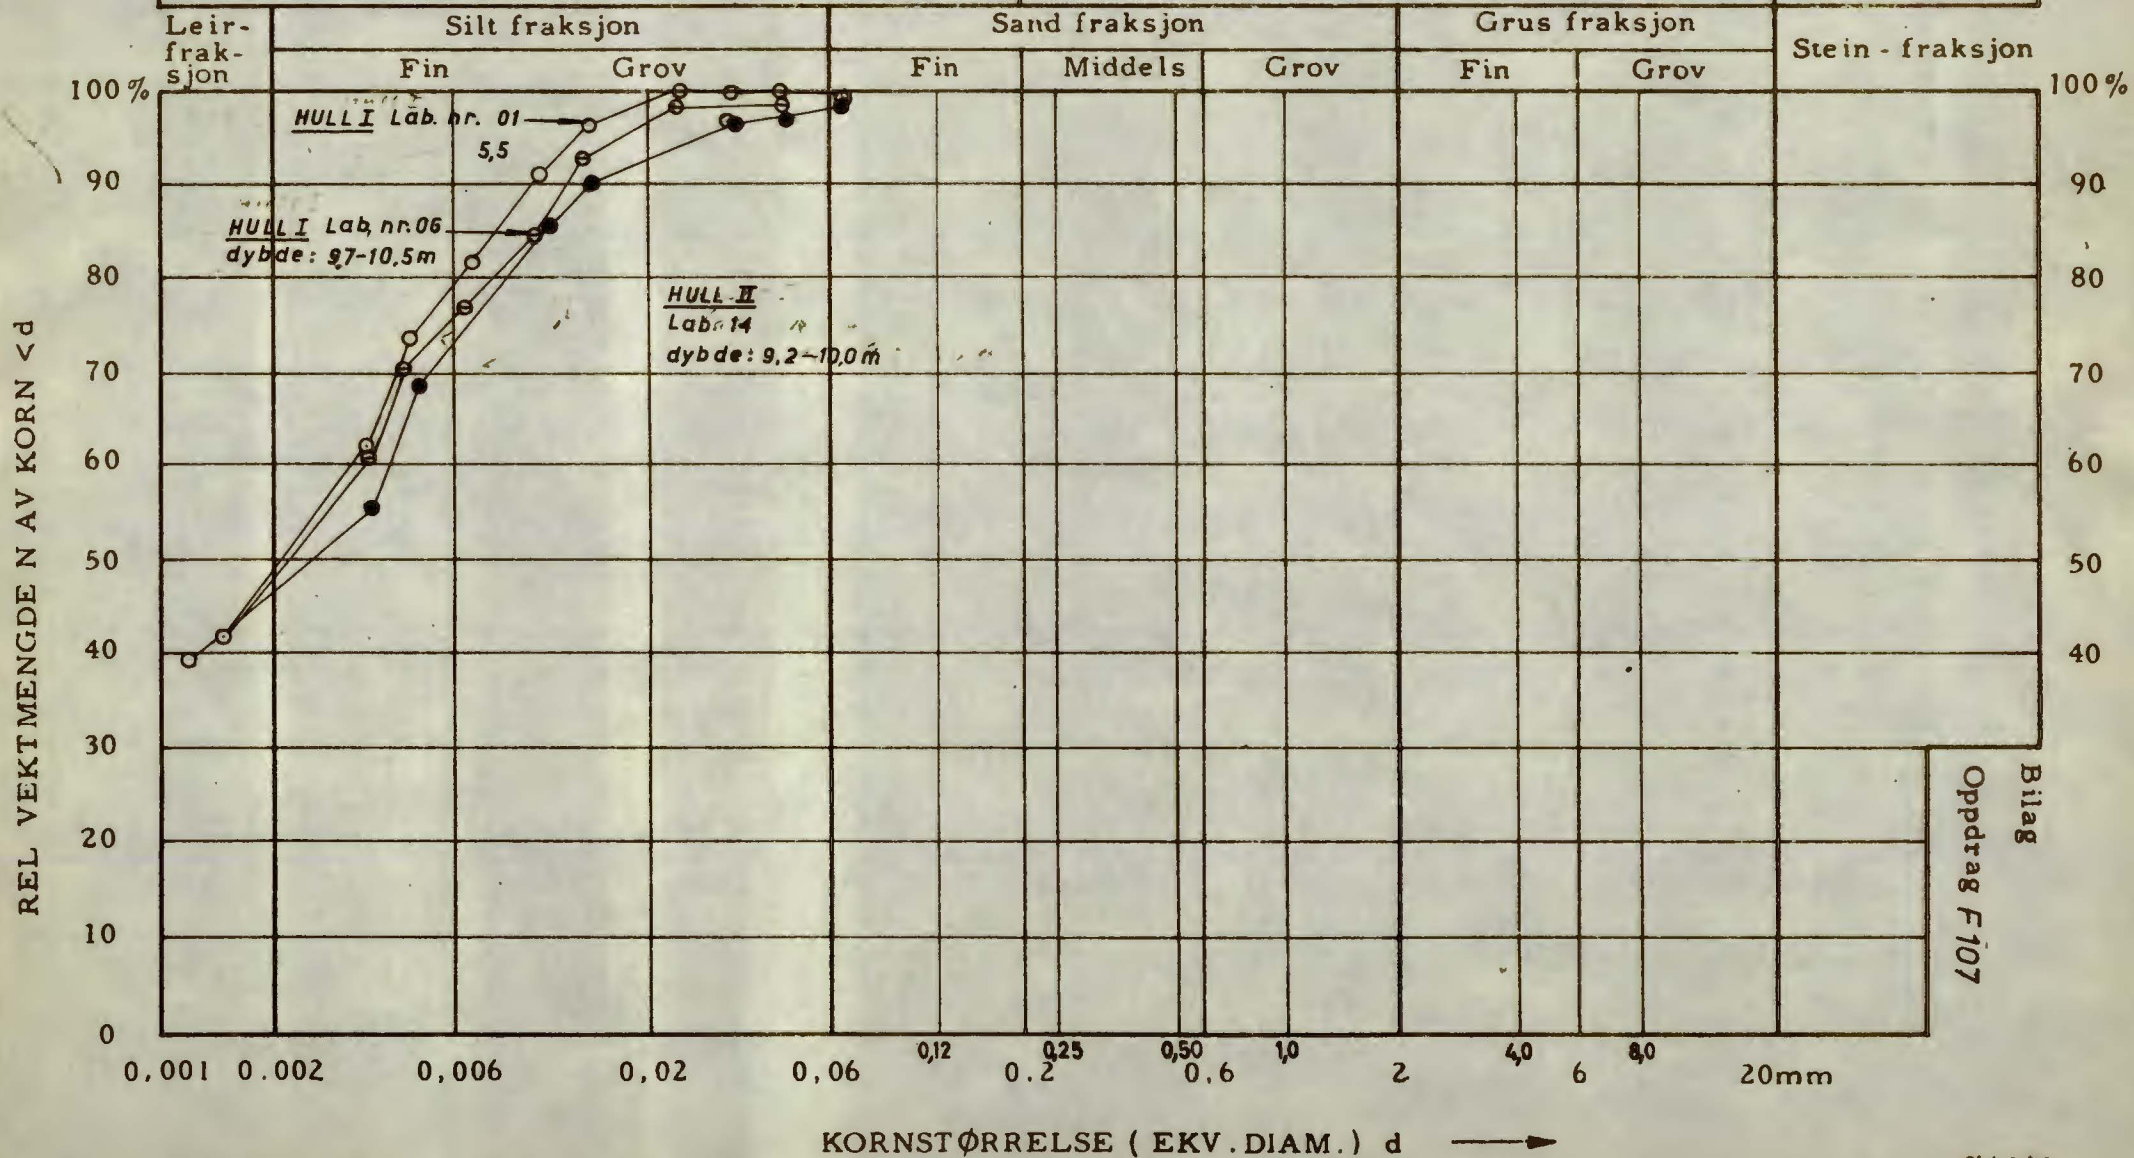 Leir-
frak-
sjon
Silt fraksjon
Fin
Grov
Sand fraksjon
Fin
Middels
Grov
Grus fraksjon
Fin
Grov
Stein - fraksjon
100 %
100 %
90
90
80
80
70
70
60
60
50
50
40
40
30
20
10
0
HULL I Lab. nr. 01
5,5
HULL I Lab, nr. 06
dybde: 9,7-10,5m
HULL II
Lab. 14
dybde: 9,2-10,0 m
REL VEKTMENGDE N AV KORN <d
Bilag
Oppdrag F 107
0,12
0,25
0,50
1,0
4,0
8,0
0,001
0.002
0,006
0,02
0,06
0.2
0.6
2
6
20mm
KORNSTØRRELSE ( EKV. DIAM. ) d